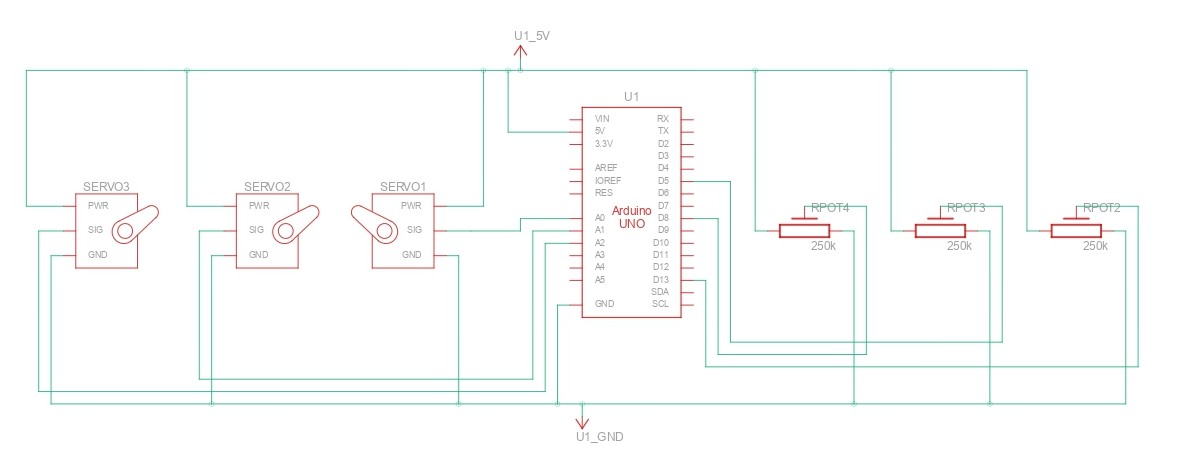 U1_5V
U1
VIN RX
5V TX
3.3V D2
D3
AREF D4
IOREF D5
RES D6
D7
A0 D8
A1 D9
A2 D10
A3 D11
A4 D12
A5 D13
SDA
GND SCL
Arduino
UNO
SERVO3
PWR
SIG
GND
SERVO2
PWR
SIG
GND
SERVO1
PWR
SIG
GND
RPOT4
250k
RPOT3
250k
RPOT2
250k
U1_GND